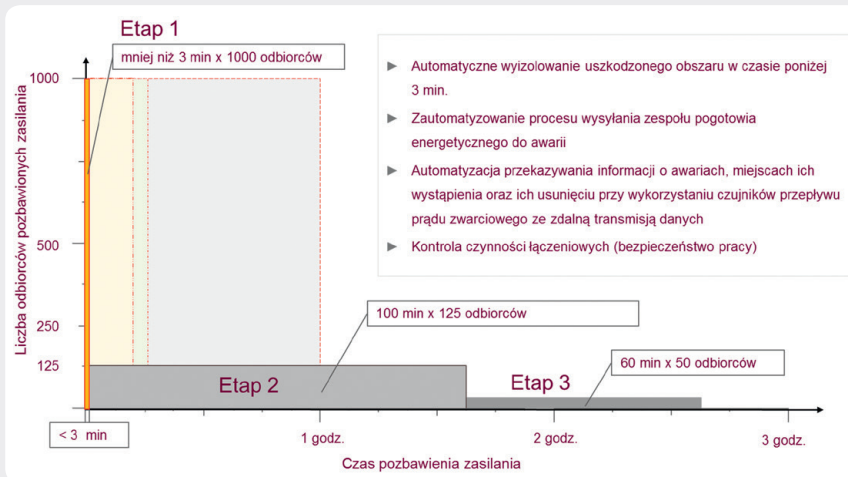 Etap 1
mniej niż 3 min x 1000 odbiorców
1000
500
250
125
Liczba odbiorców pozbawionych zasilania
► Automatyczne wyizolowanie uszkodzonego obszaru w czasie poniżej
3 min.
► Zautomatyzowanie procesu wysyłania zespołu pogotowia
energetycznego do awarii
► Automatyzacja przekazywania informacji o awariach, miejscach ich
wystąpienia oraz ich usunięciu przy wykorzystaniu czujników przepływu
prądu zwarciowego ze zdalną transmisją danych
► Kontrola czynności łączeniowych (bezpieczeństwo pracy)
100 min x 125 odbiorców
60 min x 50 odbiorców
Etap 2
Etap 3
< 3 min
1 godz.
2 godz.
3 godz.
Czas pozbawienia zasilania